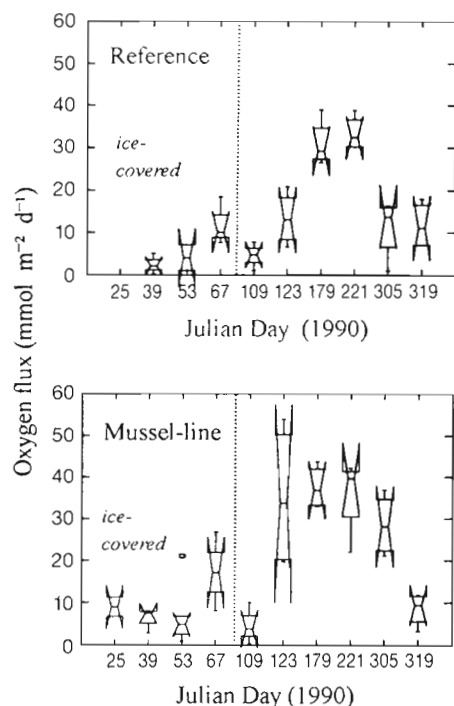 60
50
Reference
40
30
ice-
covered
20
10
0
25 39 53 67 109 123 179 221 305 319
Julian Day (1990)
Oxygen flux (mmol m⁻² d⁻¹)
60
50
Mussel-line
40
30
ice-
covered
20
10
0
25 39 53 67 109 123 179 221 305 319
Julian Day (1990)